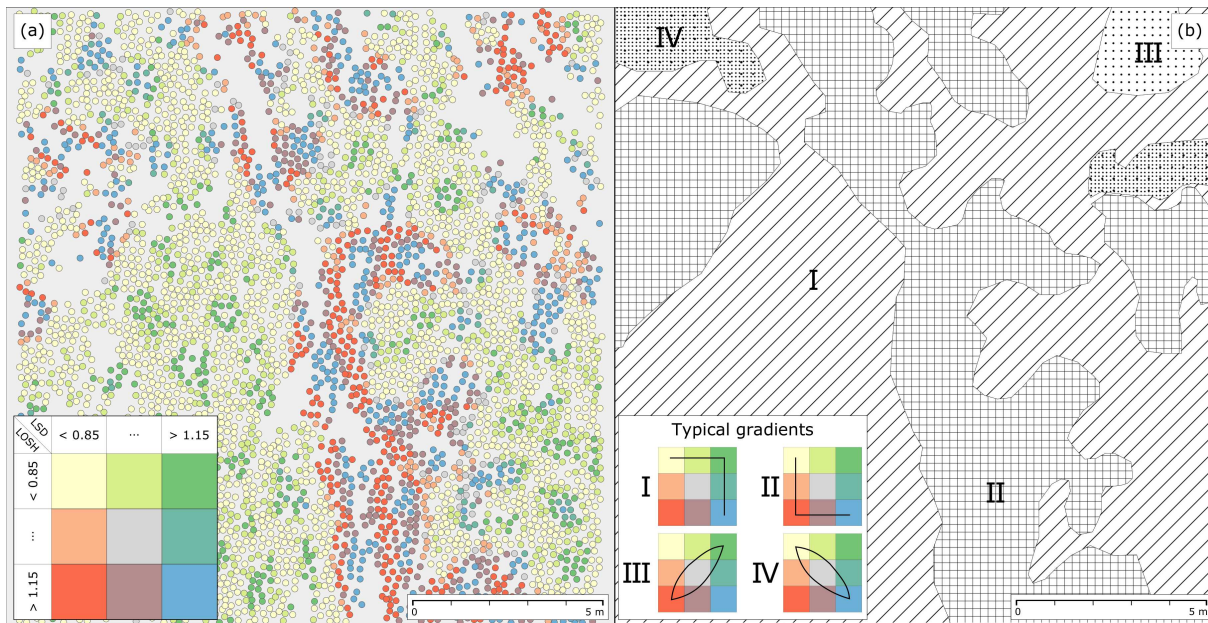 (a)
LSD
LOSH
< 0.85 ... > 1.15
< 0.85
...
> 1.15
0 5 m
(b)
IV
III
I
II
Typical gradients
I II
III IV
0 5 m